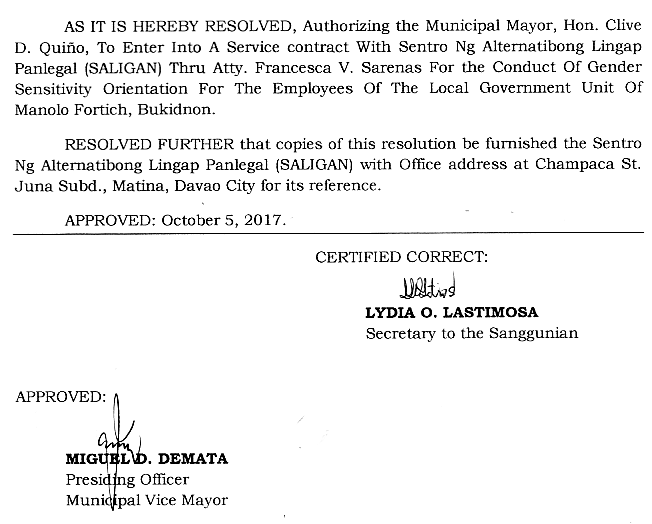 AS IT IS HEREBY RESOLVED, Authorizing the Municipal Mayor, Hon. Clive
D. Quiño, To Enter Into A Service contract With Sentro Ng Alternatibong Lingap
Panlegal (SALIGAN) Thru Atty. Francesca V. Sarenas For the Conduct Of Gender
Sensitivity Orientation For The Employees Of The Local Government Unit Of
Manolo Fortich, Bukidnon.
RESOLVED FURTHER that copies of this resolution be furnished the Sentro
Ng Alternatibong Lingap Panlegal (SALIGAN) with Office address at Champaca St.
Juna Subd., Matina, Davao City for its reference.
APPROVED: October 5, 2017.
CERTIFIED CORRECT:
LYDIA O. LASTIMOSA
Secretary to the Sanggunian
APPROVED:
MIGUEL D. DEMATA
Presiding Officer
Municipal Vice Mayor